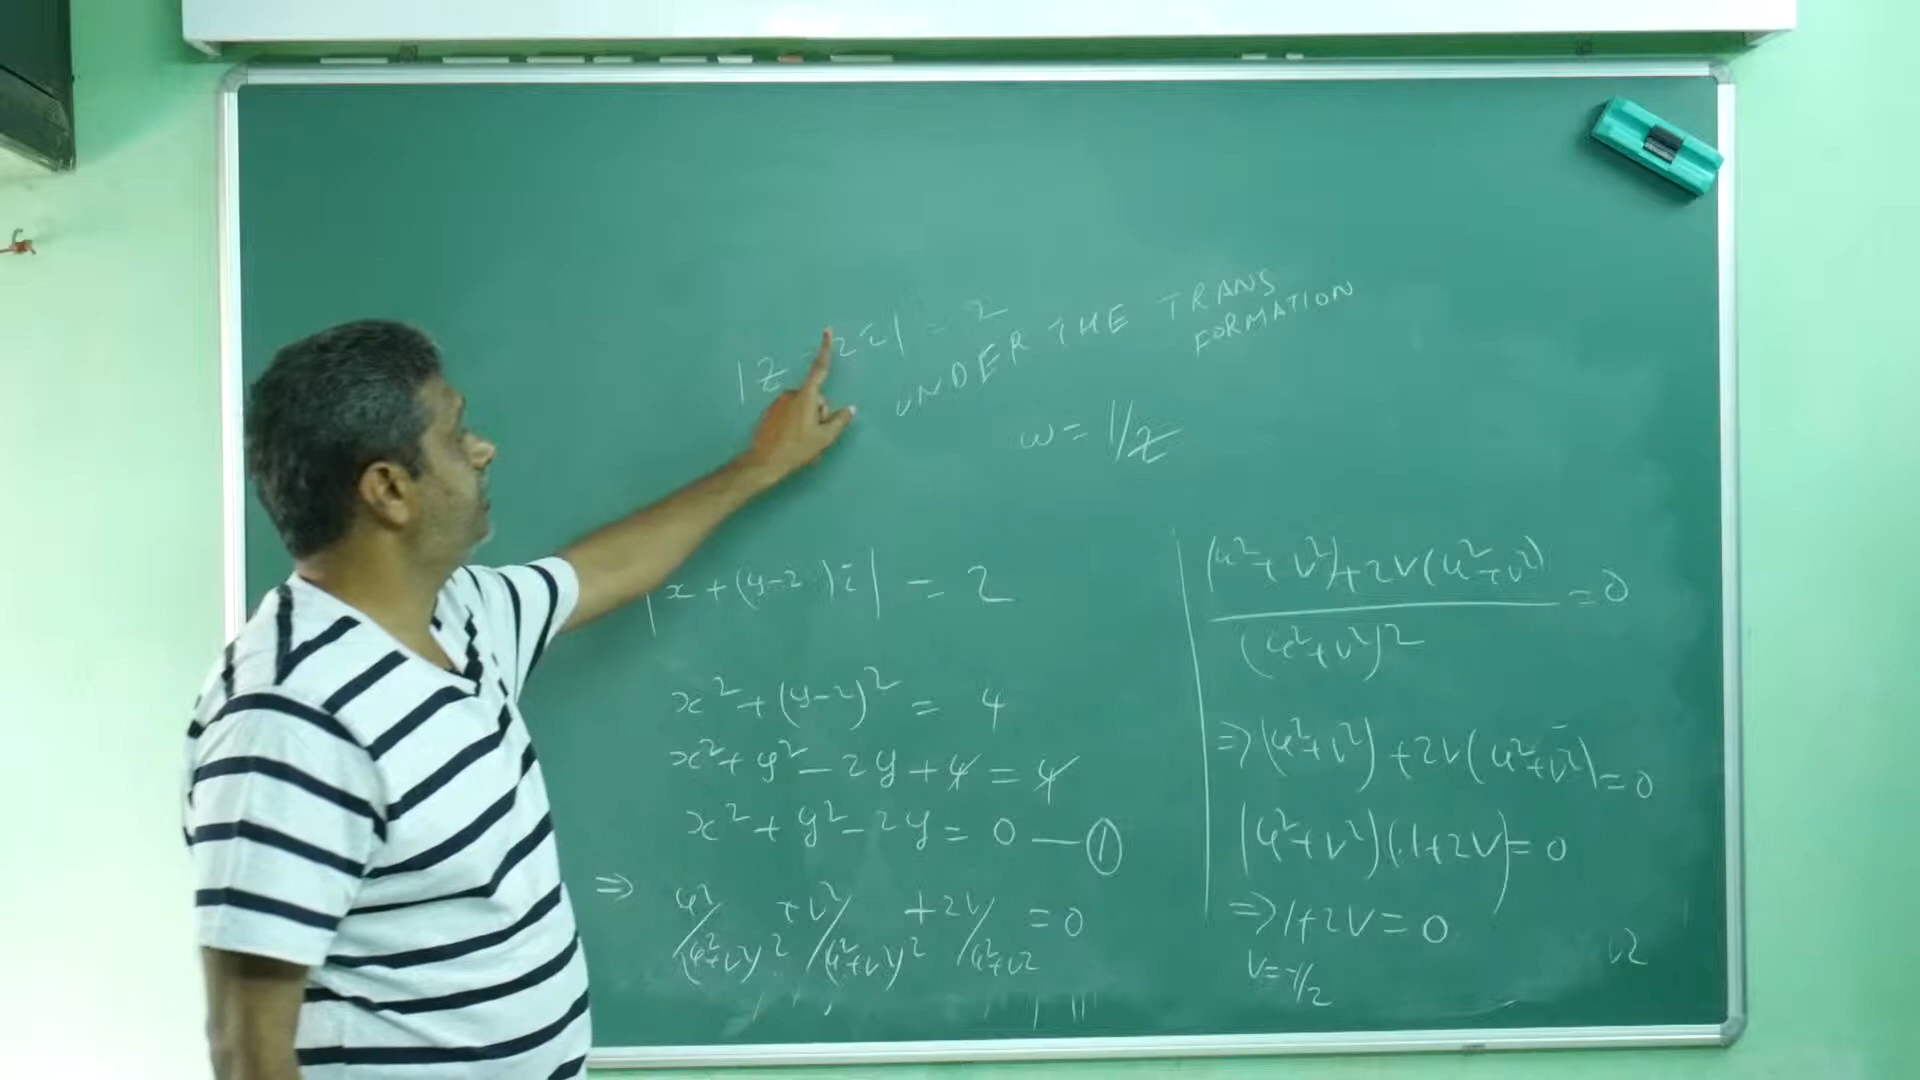 |z - 2i| = 2
UNDER THE TRANS
FORMATION
w = 1/z
|x + (y-2)i| = 2
x² + (y-2)² = 4
x² + y² - 2y + 4 = 4
x² + y² - 2y = 0 — ①
⇒ u²/(u²+v)² + v²/(u²+v)² + 2v/u²+v² = 0
(u²+v²)+2v(u²+v²)
= 0
(u²+v²)²
⇒ (u²+v²) + 2v(u²+v²) = 0
(u²+v²)(1+2v) = 0
⇒ 1+2v = 0
v = -1/2
v2